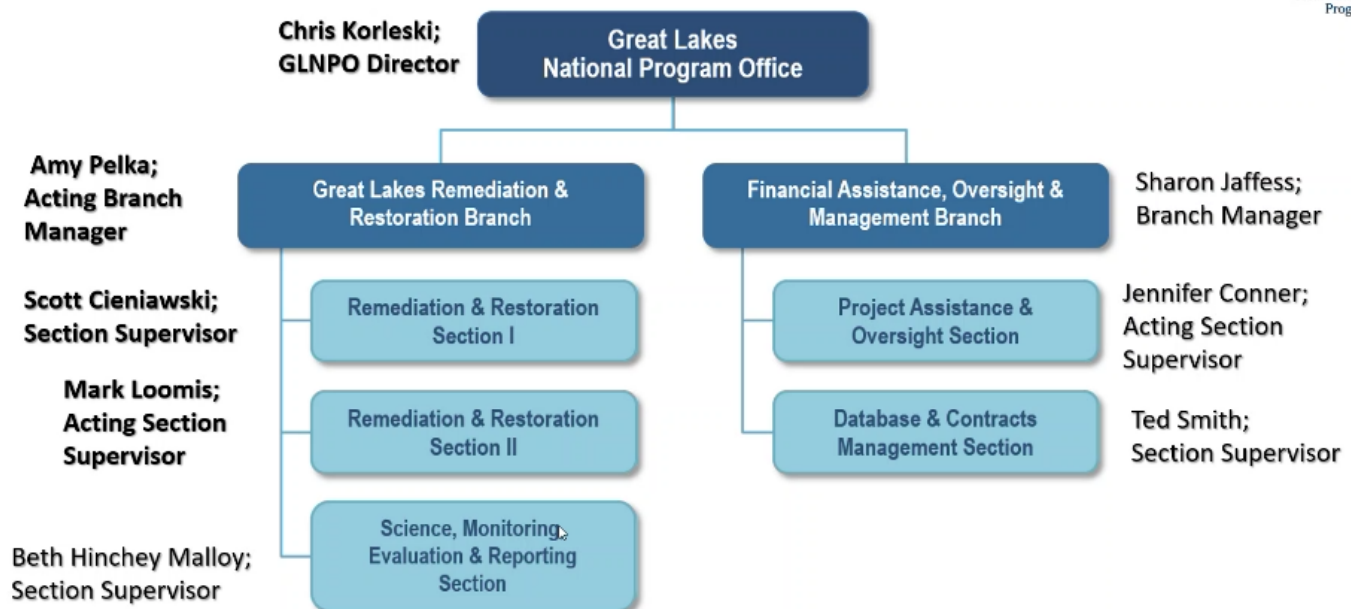 Prog
Chris Korleski;
GLNPO Director
Great Lakes
National Program Office
Amy Pelka;
Acting Branch
Manager
Great Lakes Remediation &
Restoration Branch
Financial Assistance, Oversight &
Management Branch
Sharon Jaffess;
Branch Manager
Scott Cieniawski;
Section Supervisor
Remediation & Restoration
Section I
Project Assistance &
Oversight Section
Jennifer Conner;
Acting Section
Supervisor
Mark Loomis;
Acting Section
Supervisor
Remediation & Restoration
Section II
Database & Contracts
Management Section
Ted Smith;
Section Supervisor
Beth Hinchey Malloy;
Section Supervisor
Science, Monitoring,
Evaluation & Reporting
Section